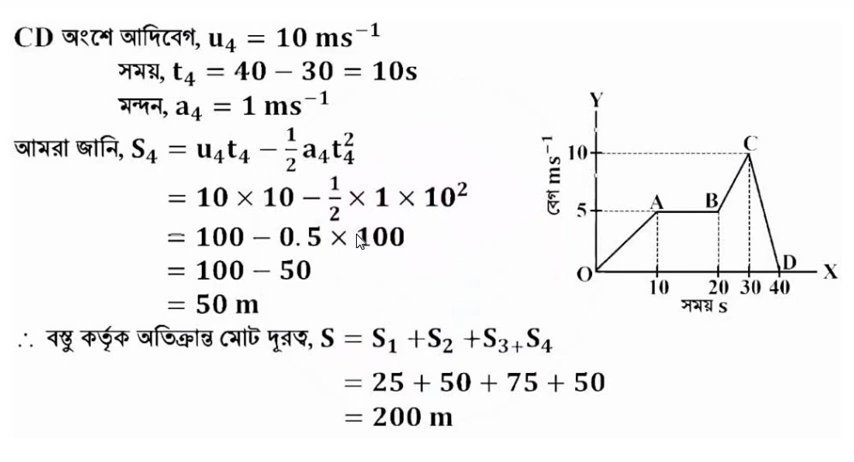 CD অংশে আদিবেগ, u₄ = 10 ms⁻¹
সময়, t₄ = 40 − 30 = 10s
মন্দন, a₄ = 1 ms⁻¹
আমরা জানি, S₄ = u₄t₄ − 1/2 a₄t₄²
= 10 × 10 − 1/2 × 1 × 10²
= 100 − 0.5 × 100
= 100 − 50
= 50 m
∴ বস্তু কর্তৃক অতিক্রান্ত মোট দূরত্ব, S = S₁ +S₂ +S₃₊S₄
= 25 + 50 + 75 + 50
= 200 m
Y
C
10
বেগ ms⁻¹
A
B
5
D
O
X
10 20 30 40
সময় s